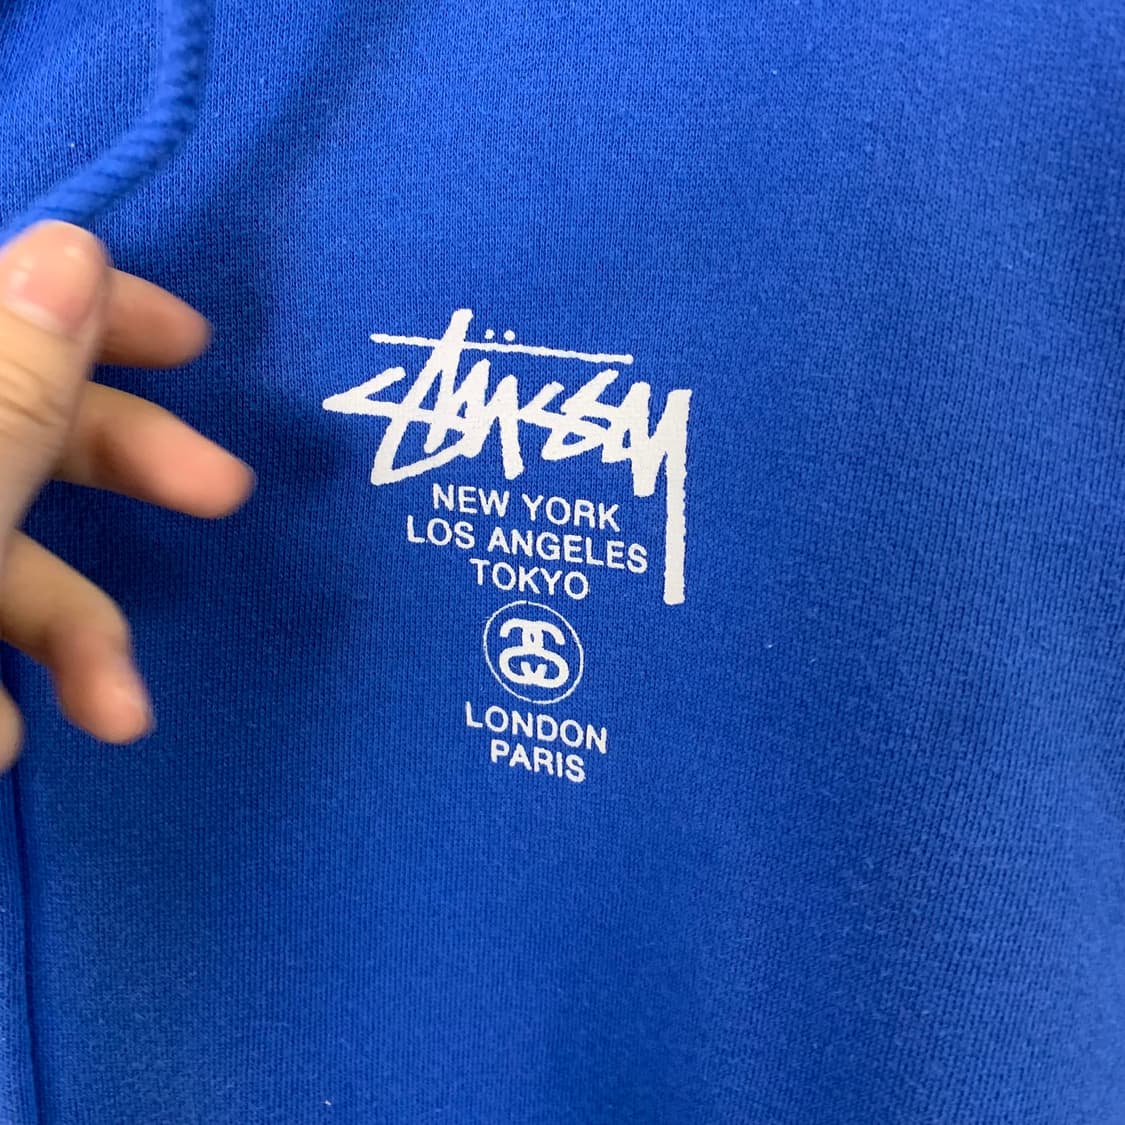 stüssy
NEW YORK
LOS ANGELES
TOKYO
LONDON
PARIS